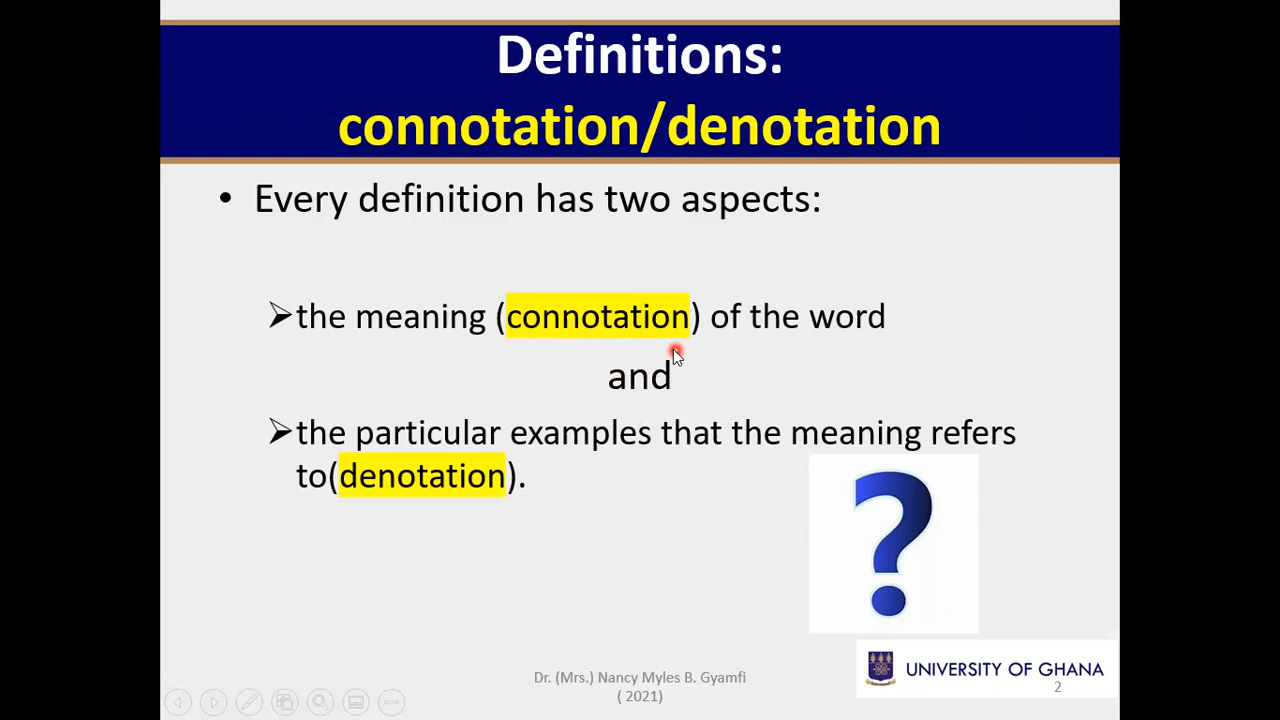 Definitions:
connotation/denotation
• Every definition has two aspects:
➢the meaning (connotation) of the word
and
➢the particular examples that the meaning refers
to(denotation).
UNIVERSITY OF GHANA
Dr. (Mrs.) Nancy Myles B. Gyamfi
( 2021)
2